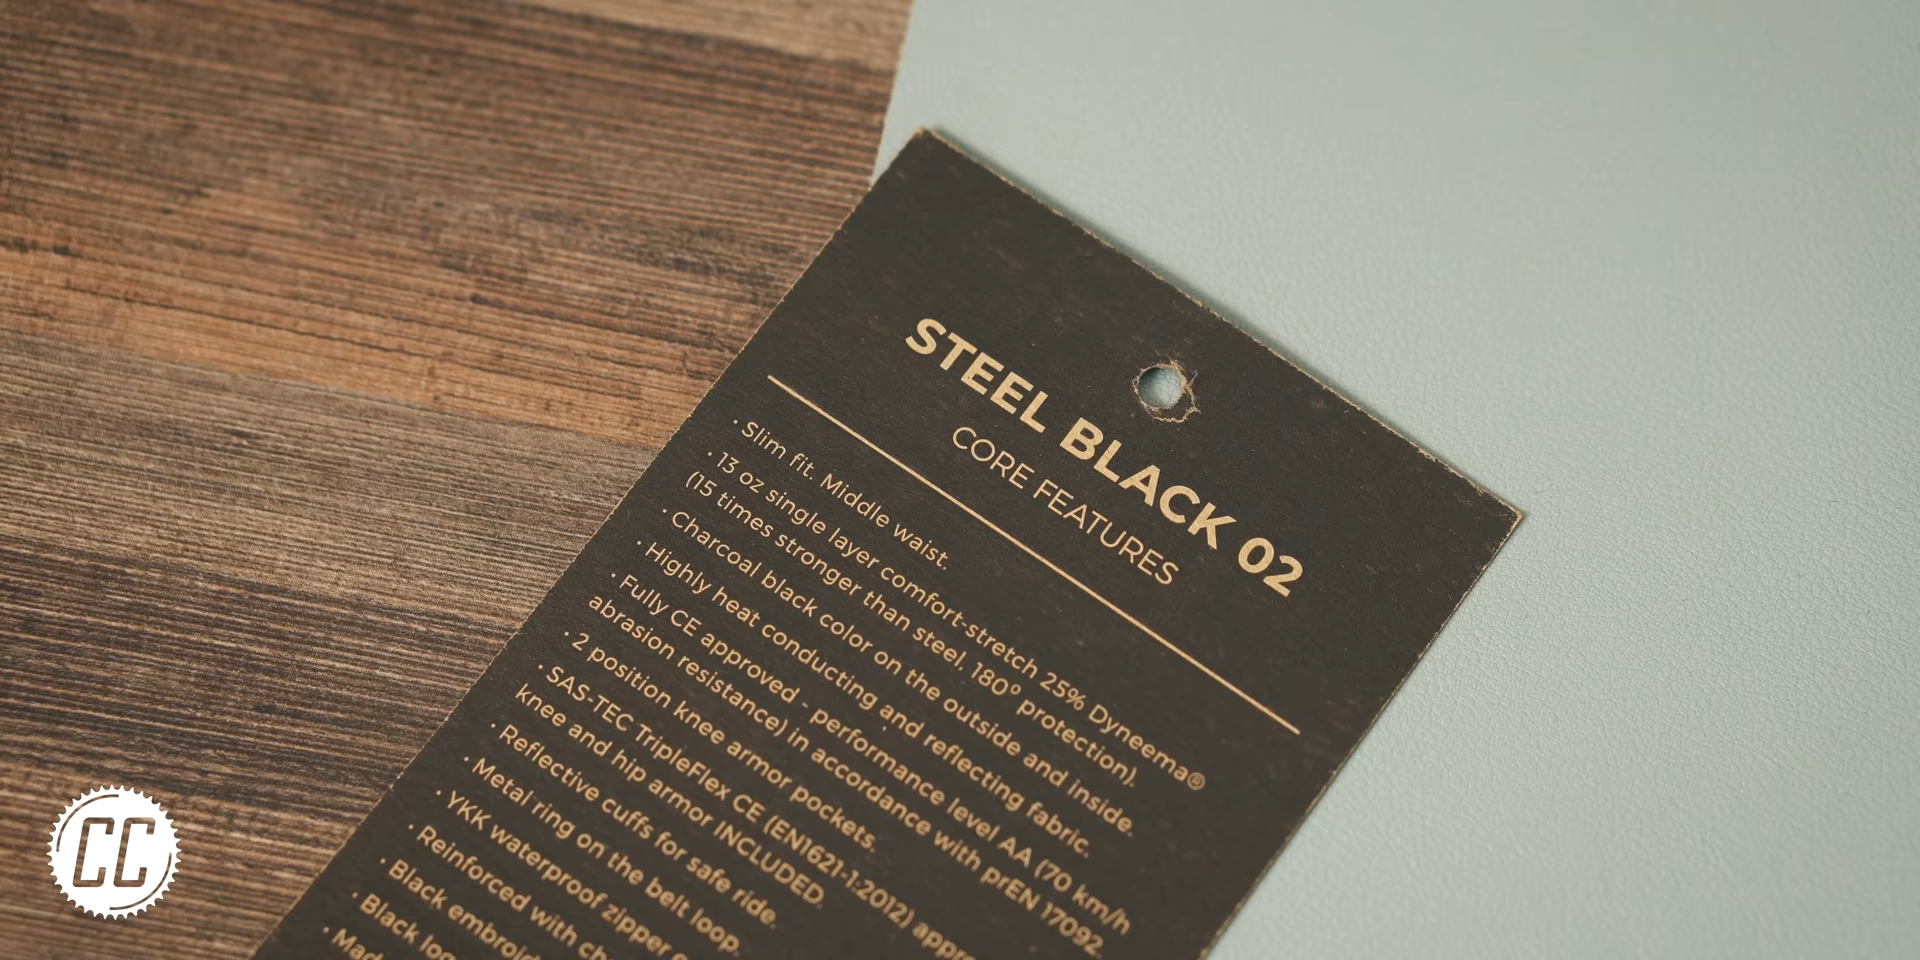 STEEL BLACK 02
CORE FEATURES
· Slim fit. Middle waist.
· 13 oz single layer comfort-stretch 25% Dyneema®
(15 times stronger than steel. 180º protection).
· Charcoal black color on the outside and inside.
· Highly heat conducting and reflecting fabric.
· Fully CE approved - performance level AA (70 km/h
abrasion resistance) in accordance with prEN 17092.
· 2 position knee armor pockets.
· SAS-TEC TripleFlex CE (EN1621-1:2012) appro
knee and hip armor INCLUDED.
· Reflective cuffs for safe ride.
· Metal ring on the belt loop.
· YKK waterproof zipper
· Reinforced with
· Black
· Black
CC